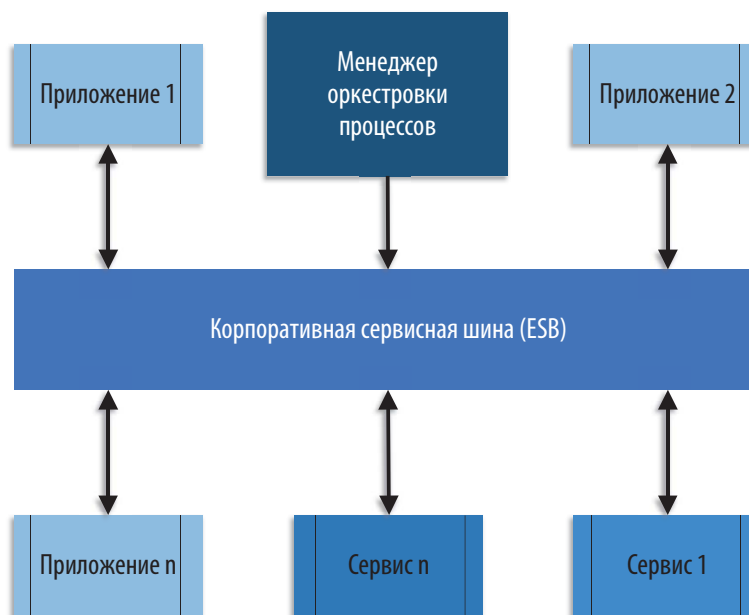 Приложение 1
Менеджер
оркестровки
процессов
Приложение 2
Корпоративная сервисная шина (ESB)
Приложение n
Сервис n
Сервис 1